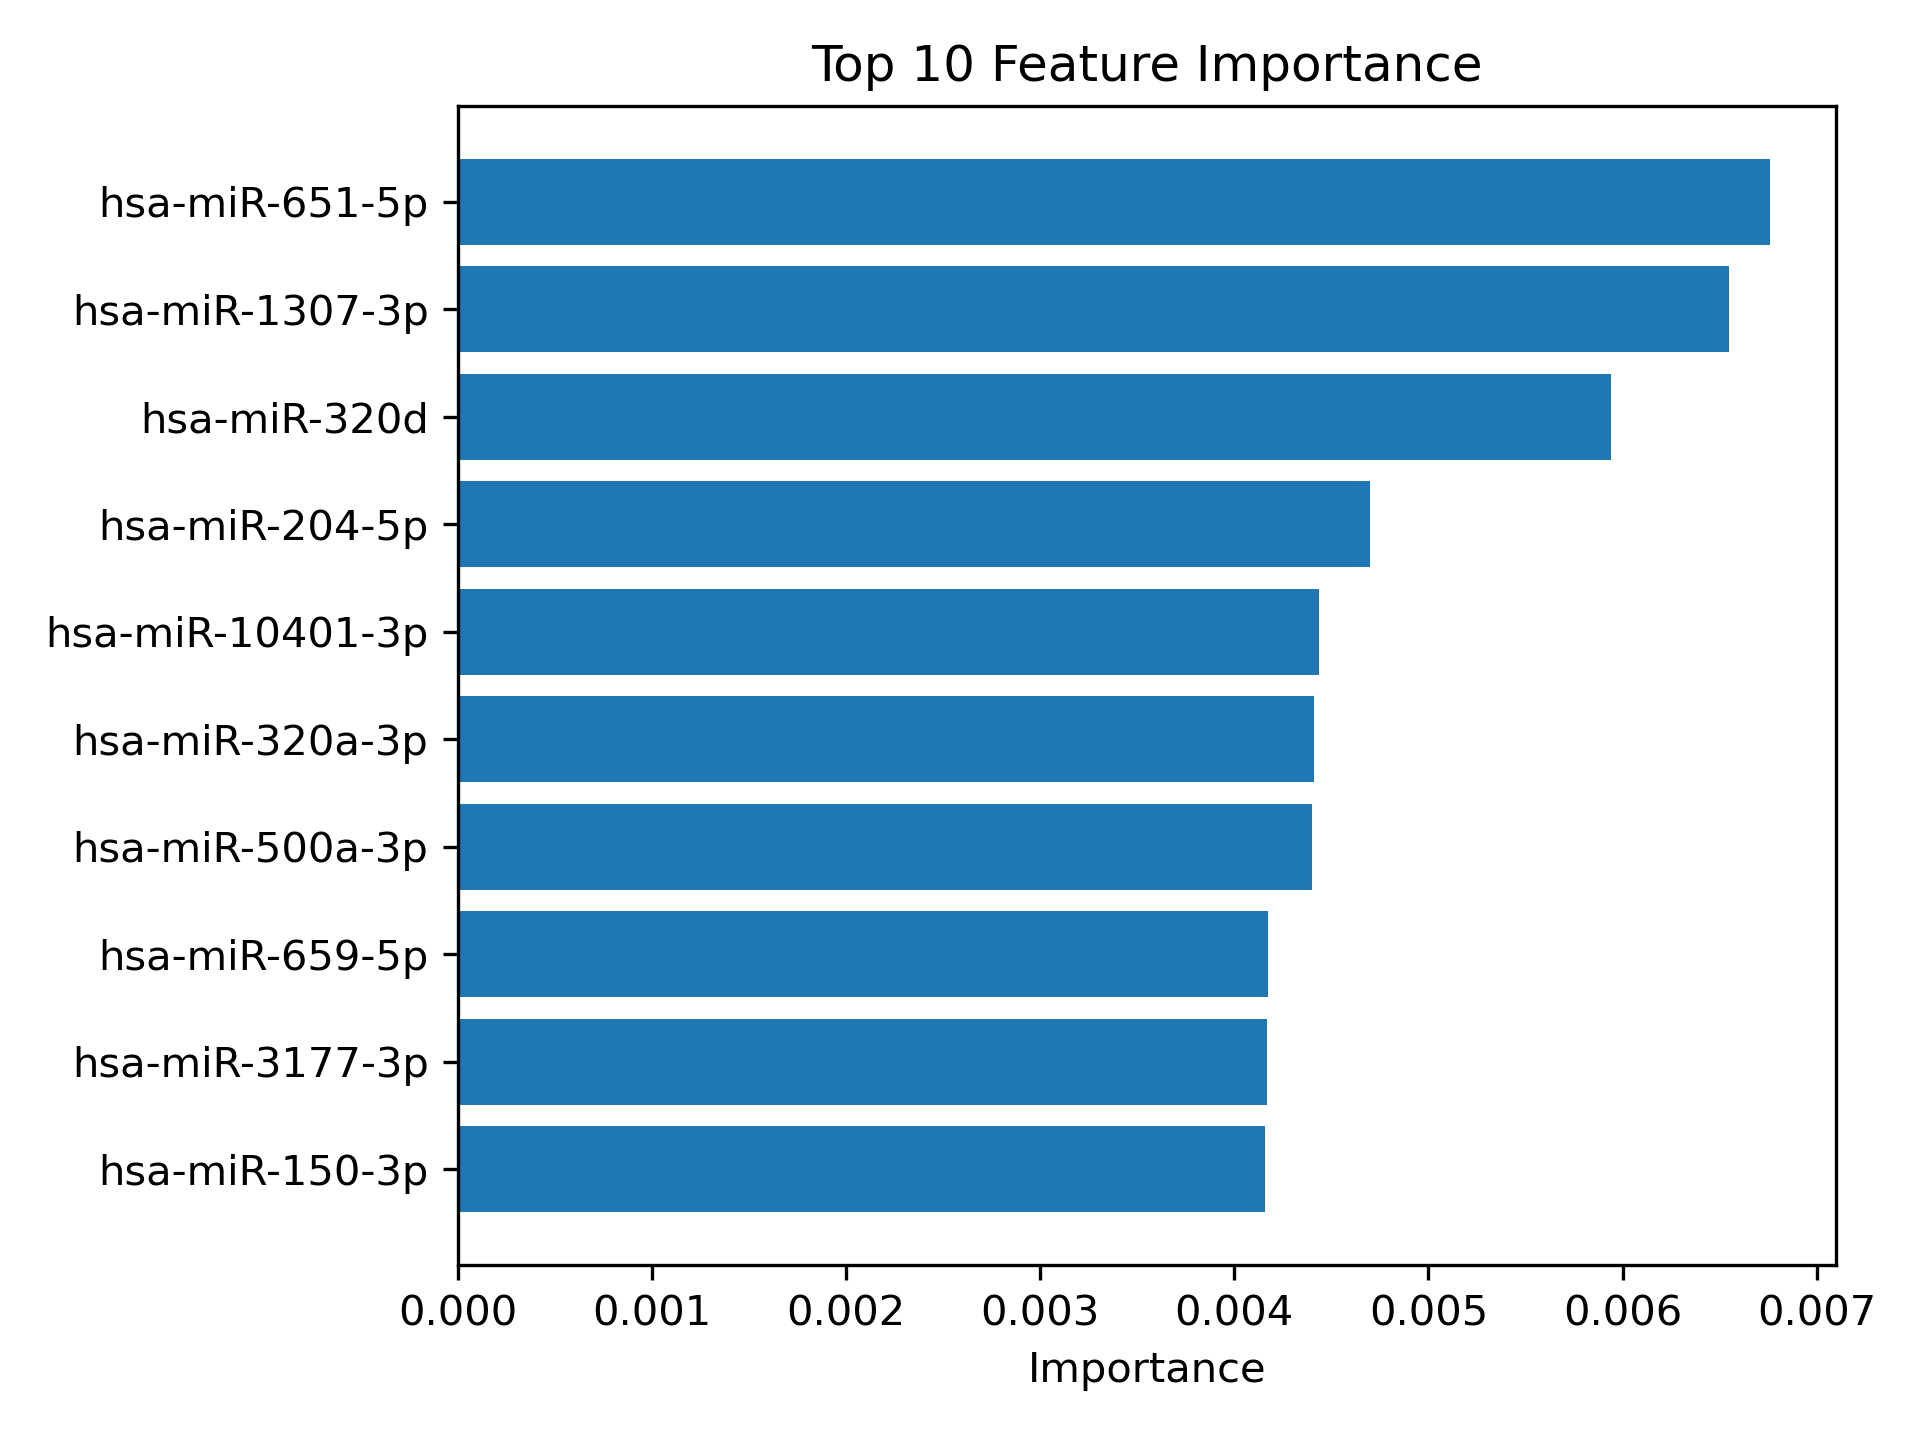 Top 10 Feature Importance
hsa-miR-651-5p
hsa-miR-1307-3p
hsa-miR-320d
hsa-miR-204-5p
hsa-miR-10401-3p
hsa-miR-320a-3p
hsa-miR-500a-3p
hsa-miR-659-5p
hsa-miR-3177-3p
hsa-miR-150-3p
0.000 0.001 0.002 0.003 0.004 0.005 0.006 0.007
Importance